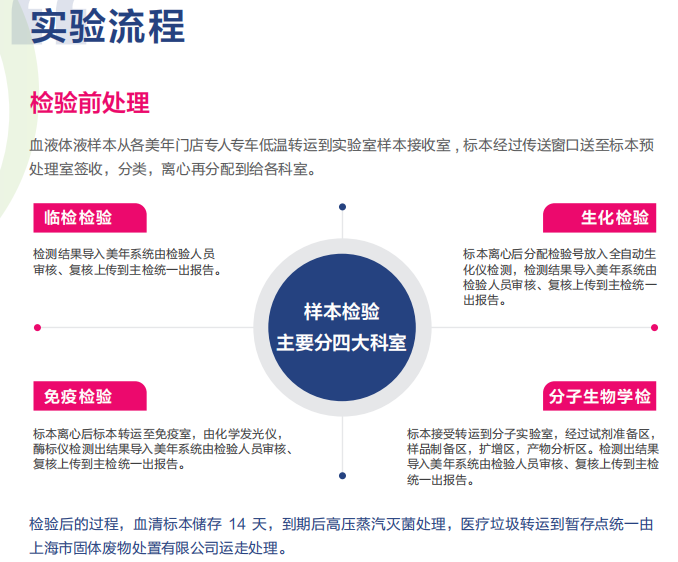 实验流程
检验前处理
血液体液样本从各美年门店专人专车低温转运到实验室样本接收室，标本经过传送窗口送至标本预
处理室签收，分类，离心再分配到给各科室。
临检检验
检测结果导入美年系统由检验人员
审核、复核上传到主检统一出报告。
生化检验
标本离心后分配检验号放入全自动生
化仪检测，检测结果导入美年系统由
检验人员审核、复核上传到主检统一
出报告。
样本检验
主要分四大科室
免疫检验
标本离心后标本转运至免疫室，由化学发光仪，
酶标仪检测出结果导入美年系统由检验人员审核、
复核上传到主检统一出报告。
分子生物学检
标本接受转运到分子实验室，经过试剂准备区，
样品制备区，扩增区，产物分析区。检测出结果
导入美年系统由检验人员审核、复核上传到主检
统一出报告。
检验后的过程，血清标本储存 14 天，到期后高压蒸汽灭菌处理，医疗垃圾转运到暂存点统一由
上海市固体废物处置有限公司运走处理。